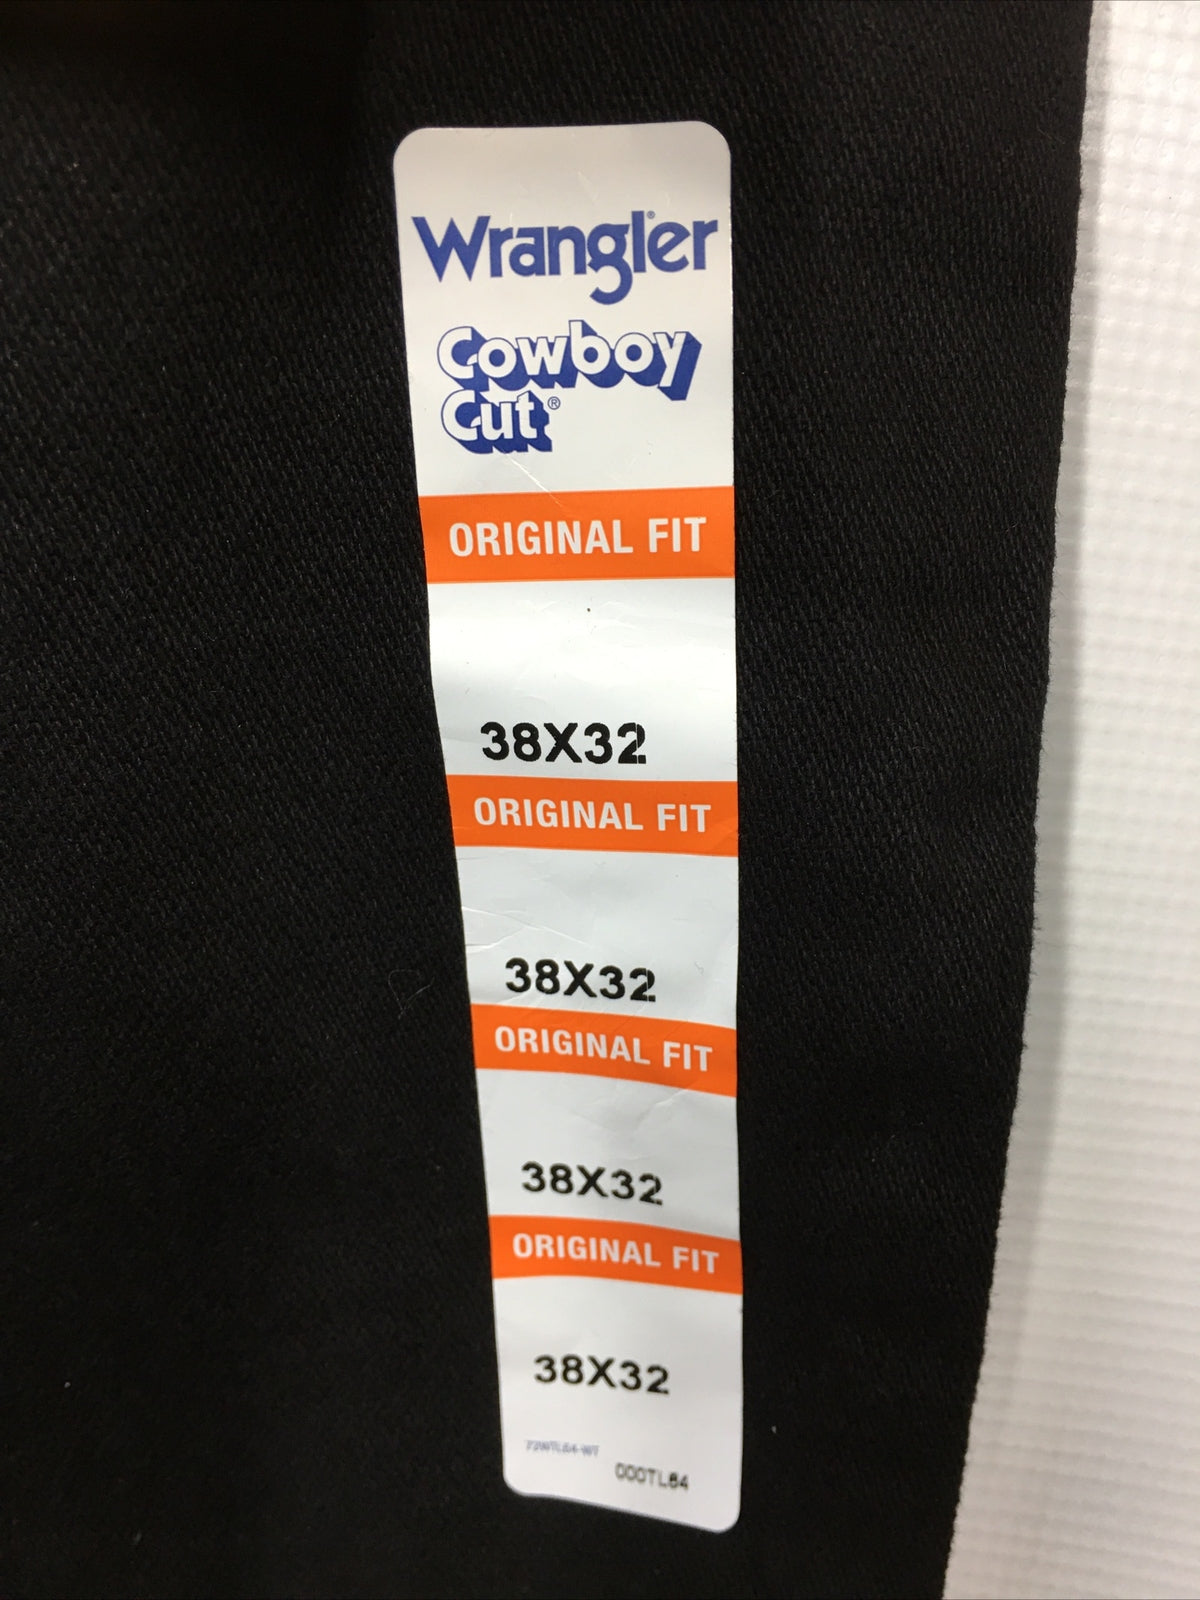 Wrangler
Cowboy
Cut®
ORIGINAL FIT
38X32
ORIGINAL FIT
38X32
ORIGINAL FIT
38X32
ORIGINAL FIT
38X32
000TL64